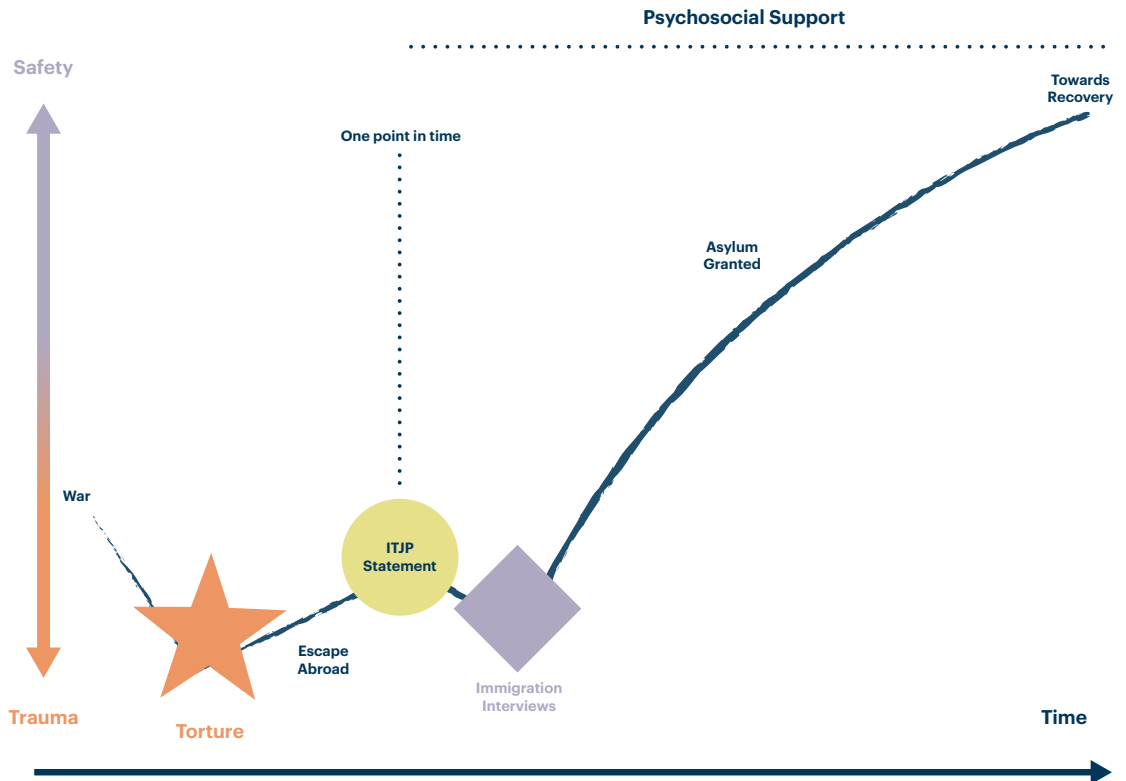 Psychosocial Support
Safety
Towards
Recovery
One point in time
Asylum
Granted
War
ITJP
Statement
Escape
Abroad
Immigration
Interviews
Trauma
Torture
Time